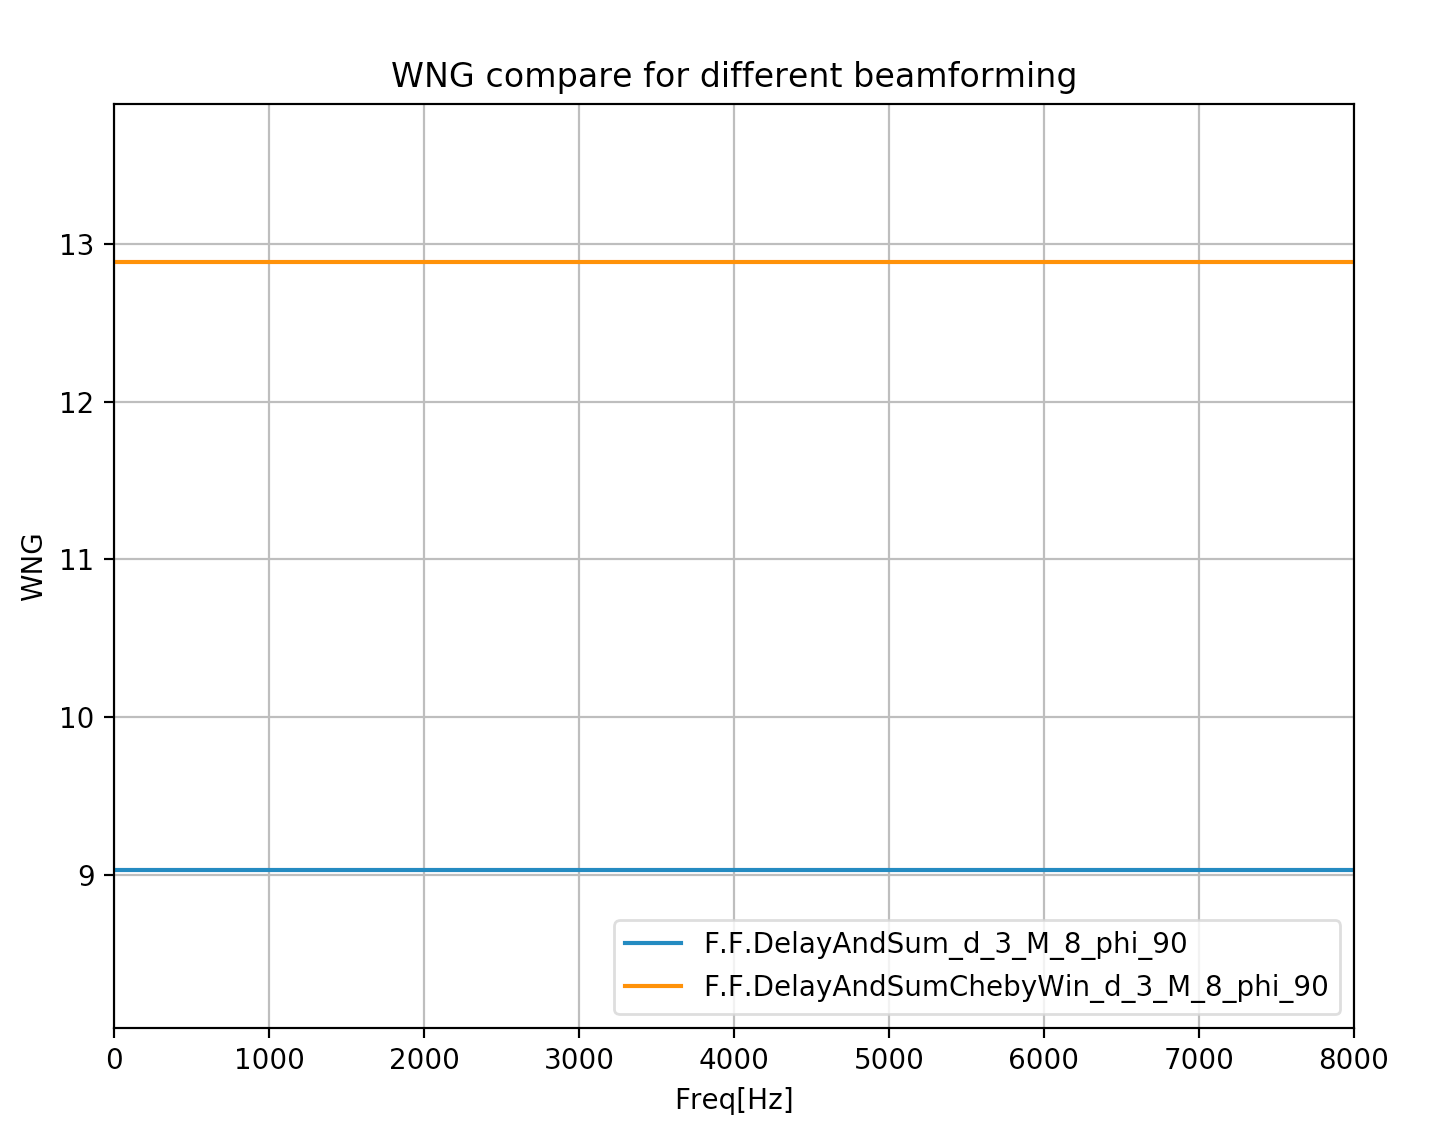 WNG compare for different beamforming
13
12
11
10
9
WNG
F.F.DelayAndSum_d_3_M_8_phi_90
F.F.DelayAndSumChebyWin_d_3_M_8_phi_90
0 1000 2000 3000 4000 5000 6000 7000 8000
Freq[Hz]